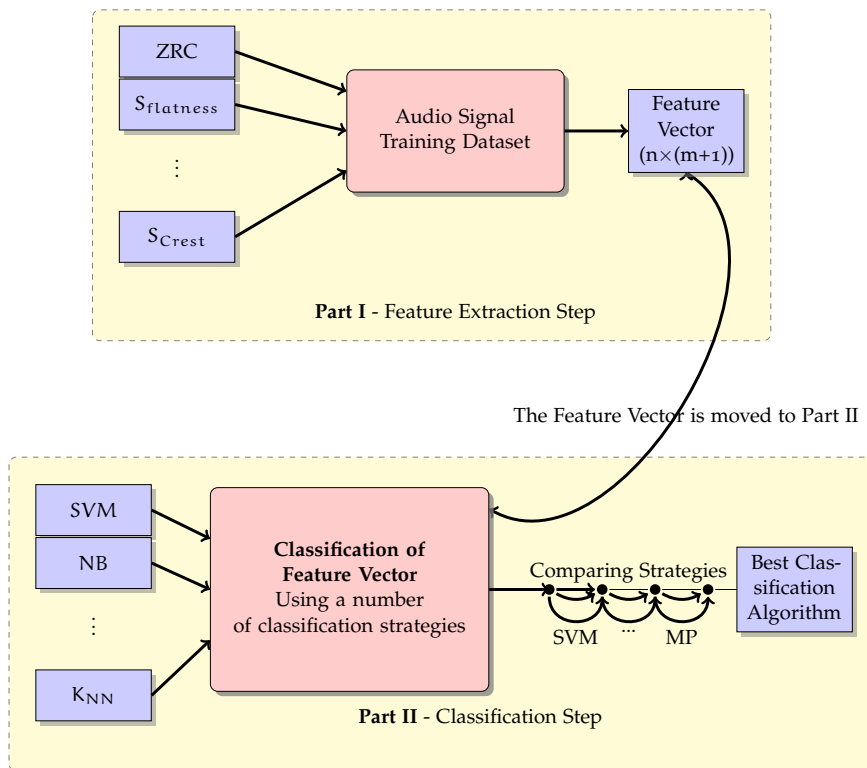 ZRC
S_flatness
⋮
S_Crest
Audio Signal
Training Dataset
Feature
Vector
(n×(m+1))
Part I - Feature Extraction Step
The Feature Vector is moved to Part II
SVM
NB
⋮
K_NN
Classification of
Feature Vector
Using a number
of classification strategies
Comparing Strategies
SVM
...
MP
Best Clas-
sification
Algorithm
Part II - Classification Step